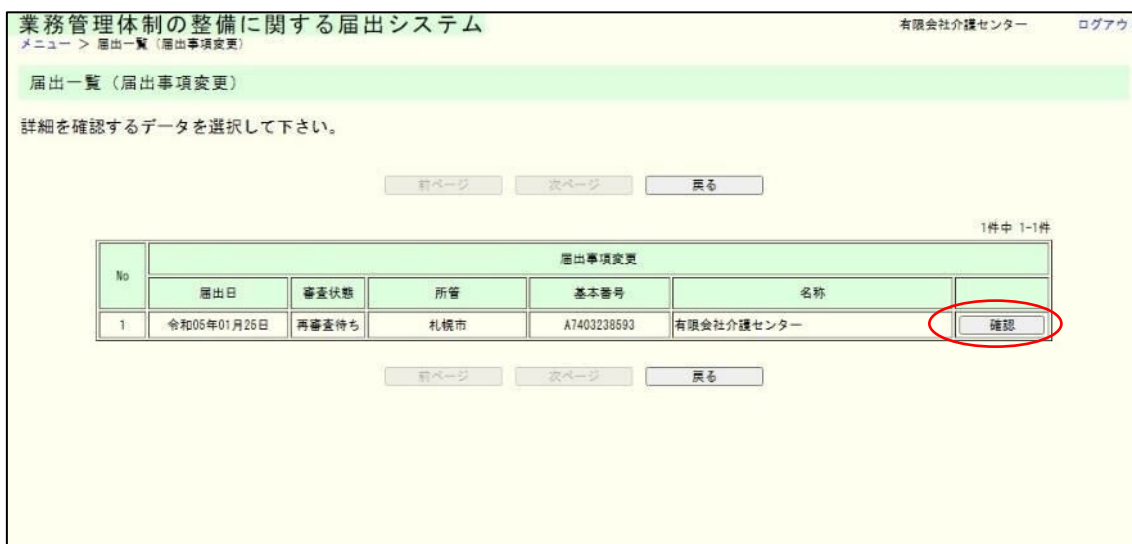 業務管理体制の整備に関する届出システム
有限会社介護センター ログアウ
メニュー > 届出一覧（届出事項変更）
届出一覧（届出事項変更）
詳細を確認するデータを選択して下さい。
前ページ 次ページ 戻る
1件中 1-1件
No 届出事項変更
届出日 審査状態 所管 基本番号 名称
1 令和05年01月25日 再審査待ち 札幌市 A7403238593 有限会社介護センター 確認
前ページ 次ページ 戻る